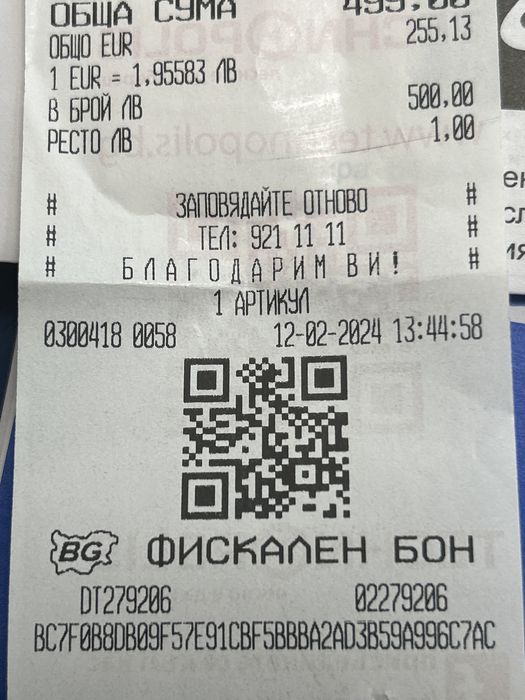 ОБЩА СУМА 499.00
ОБЩО EUR 255,13
1 EUR = 1,95583 ЛВ
В БРОЙ ЛВ 500,00
РЕСТО ЛВ 1,00
# ЗАПОВЯДАЙТЕ ОТНОВО #
# ТЕЛ: 921 11 11 #
# БЛАГОДАРИМ ВИ! #
1 АРТИКУЛ
0300418 0058 12-02-2024 13:44:58
BG ФИСКАЛЕН БОН
DT279206 02279206
BC7F0B8DB09F57E91CBF5BBBA2AD3B59A996C7AC